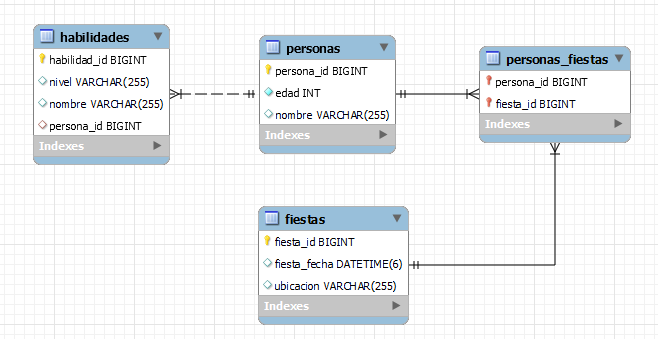 habilidades
habilidad_id BIGINT
nivel VARCHAR(255)
nombre VARCHAR(255)
persona_id BIGINT
Indexes
personas
persona_id BIGINT
edad INT
nombre VARCHAR(255)
Indexes
personas_fiestas
persona_id BIGINT
fiesta_id BIGINT
Indexes
fiestas
fiesta_id BIGINT
fiesta_fecha DATETIME(6)
ubicacion VARCHAR(255)
Indexes